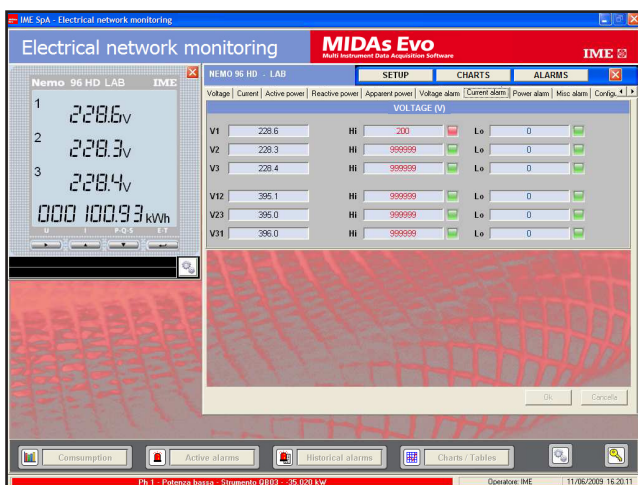 IME SpA - Electrical network monitoring
Electrical network monitoring
MIDAs Evo
Multi Instrument Data Acquisition Software
IME
Nemo 96 HD LAB IME
1 228.6V
2 228.3V
3 228.4V
000 100.93 kWh
U I P-Q-S E-T
NEMO 96 HD - LAB SETUP CHARTS ALARMS
Voltage Current Active power Reactive power Apparent power Voltage alarm Current alarm Power alarm Misc alarm Configu
VOLTAGE (V)
V1 228.6 Hi 200 Lo 0
V2 228.3 Hi 999999 Lo 0
V3 228.4 Hi 999999 Lo 0
V12 395.1 Hi 999999 Lo 0
V23 395.0 Hi 999999 Lo 0
V31 396.0 Hi 999999 Lo 0
Ok Cancella
Comsumption Active alarms Historical alarms Charts / Tables
Ph 1 - Potenza bassa - Strumento QB03 - -35.020 kW Operatore: IME 11/06/2009 16.20.11